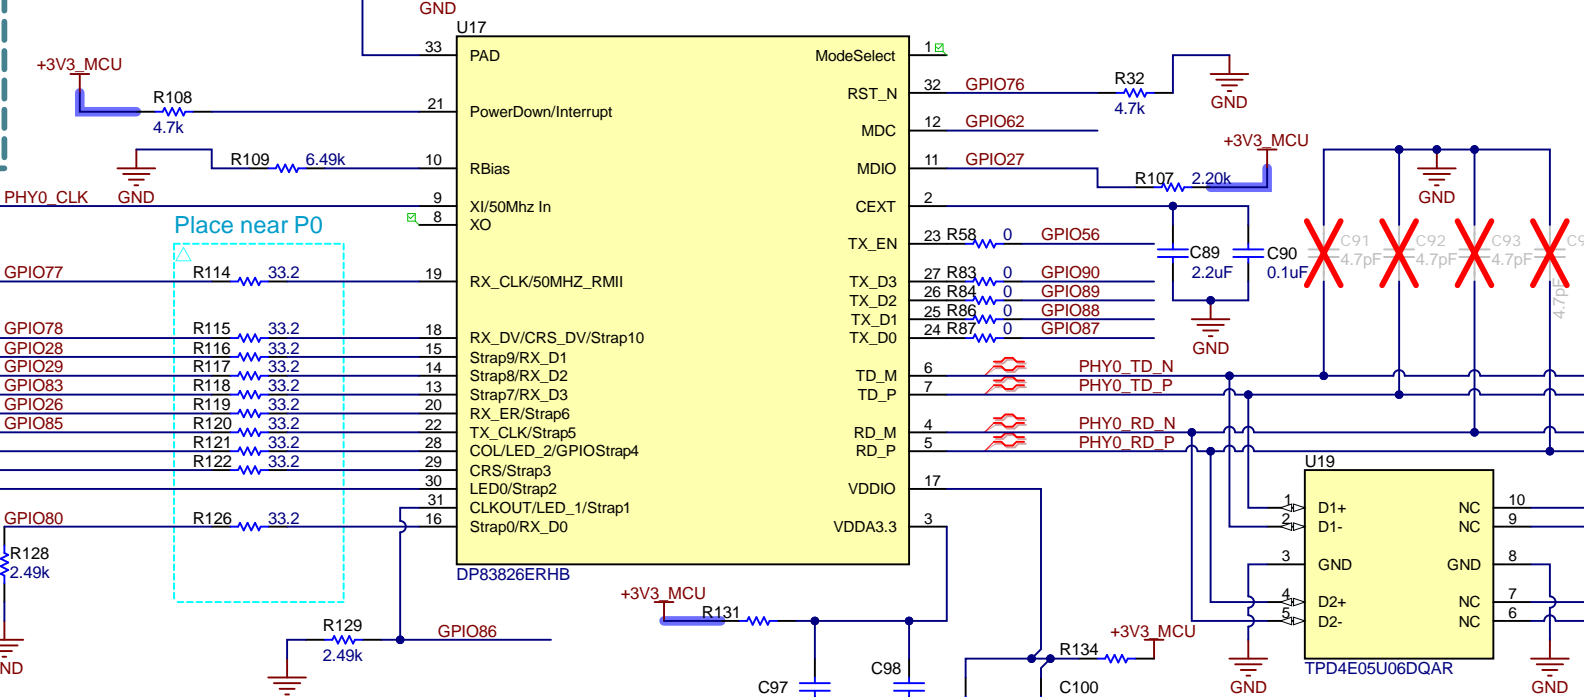 GND
U17
33 PAD
ModeSelect 1
+3V3_MCU
R108
4.7k
21 PowerDown/Interrupt
RST_N 32 GPIO76
R32
4.7k
GND
MDC 12 GPIO62
+3V3_MCU
R109 6.49k
10 RBias
MDIO 11 GPIO27
R107 2.20k
GND
GND
PHY0_CLK
9 XI/50Mhz In
8 XO
CEXT 2
Place near P0
TX_EN 23 R58 0 GPIO56
C89
2.2uF
C90
0.1uF
C91
4.7pF
C92
4.7pF
C93
4.7pF
4.7pF
GPIO77 R114 33.2 19 RX_CLK/50MHZ_RMII
TX_D3 27 R83 0 GPIO90
TX_D2 26 R84 0 GPIO89
TX_D1 25 R86 0 GPIO88
TX_D0 24 R87 0 GPIO87
GND
GPIO78 R115 33.2 18 RX_DV/CRS_DV/Strap10
GPIO28 R116 33.2 15 Strap9/RX_D1
GPIO29 R117 33.2 14 Strap8/RX_D2
GPIO83 R118 33.2 13 Strap7/RX_D3
GPIO26 R119 33.2 20 RX_ER/Strap6
GPIO85 R120 33.2 22 TX_CLK/Strap5
R121 33.2 28 COL/LED_2/GPIOStrap4
R122 33.2 29 CRS/Strap3
30 LED0/Strap2
31 CLKOUT/LED_1/Strap1
GPIO80 R126 33.2 16 Strap0/RX_D0
TD_M 6 PHY0_TD_N
TD_P 7 PHY0_TD_P
RD_M 4 PHY0_RD_N
RD_P 5 PHY0_RD_P
VDDIO 17
VDDA3.3 3
DP83826ERHB
U19
1 D1+ NC 10
2 D1- NC 9
3 GND GND 8
4 D2+ NC 7
5 D2- NC 6
TPD4E05U06DQAR
GND
GND
R128
2.49k
ND
R129
2.49k
GPIO86
+3V3_MCU
R131
C97
C98
+3V3_MCU
R134
C100